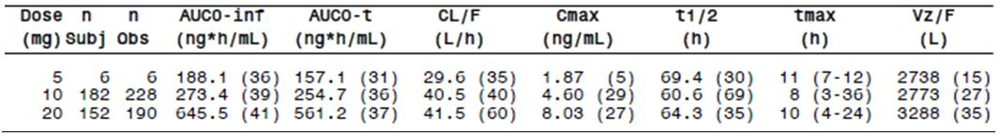 Dose n n AUC0-inf AUC0-t CL/F Cmax t1/2 tmax Vz/F
(mg) Subj Obs (ng*h/mL) (ng*h/mL) (L/h) (ng/mL) (h) (h) (L)
5 6 6 188.1 (36) 157.1 (31) 29.6 (35) 1.87 (5) 69.4 (30) 11 (7-12) 2738 (15)
10 182 228 273.4 (39) 254.7 (36) 40.5 (40) 4.60 (29) 60.6 (69) 8 (3-36) 2773 (27)
20 152 190 645.5 (41) 561.2 (37) 41.5 (60) 8.03 (27) 64.3 (35) 10 (4-24) 3288 (35)